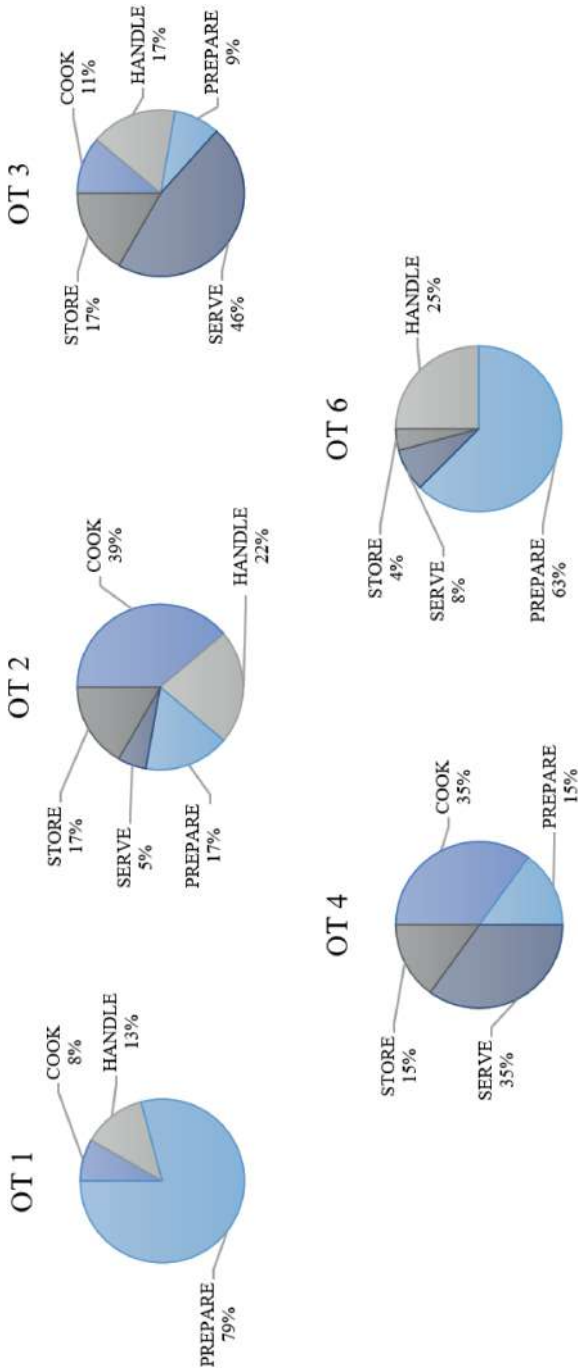 OT 1
COOK
8%
HANDLE
13%
PREPARE
79%
OT 2
COOK
39%
HANDLE
22%
PREPARE
17%
SERVE
5%
STORE
17%
OT 3
COOK
11%
HANDLE
17%
PREPARE
9%
SERVE
46%
STORE
17%
OT 4
COOK
35%
PREPARE
15%
SERVE
35%
STORE
15%
OT 6
HANDLE
25%
PREPARE
63%
SERVE
8%
STORE
4%